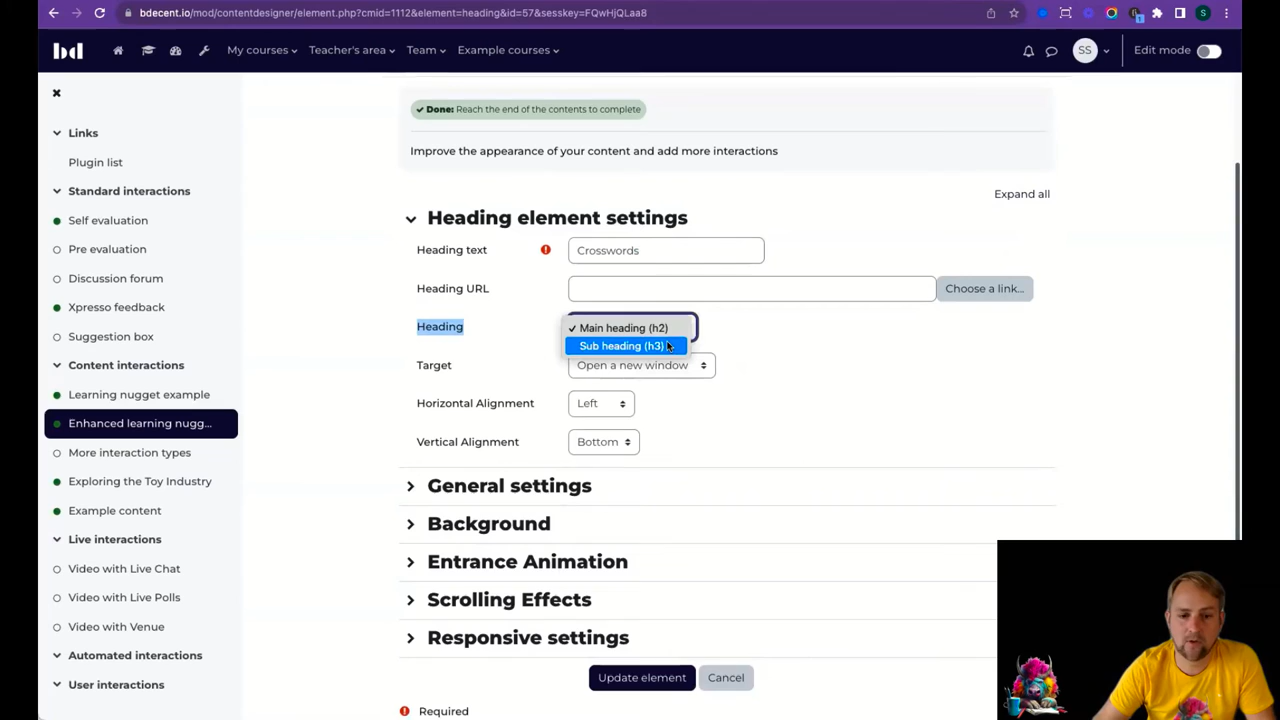 bdecent.io/mod/contentdesigner/element.php?cmid=1112&element=heading&id=57&sesskey=FQwHjQLaa8
S
bd
My courses
Teacher's area
Team
Example courses
SS
Edit mode
Links
Plugin list
Standard interactions
Self evaluation
Pre evaluation
Discussion forum
Xpresso feedback
Suggestion box
Content interactions
Learning nugget example
Enhanced learning nugg...
More interaction types
Exploring the Toy Industry
Example content
Live interactions
Video with Live Chat
Video with Live Polls
Video with Venue
Automated interactions
User interactions
Done: Reach the end of the contents to complete
Improve the appearance of your content and add more interactions
Expand all
Heading element settings
Heading text
Crosswords
Heading URL
Choose a link...
Heading
✓ Main heading (h2)
Sub heading (h3)
Target
Open a new window
Horizontal Alignment
Left
Vertical Alignment
Bottom
General settings
Background
Entrance Animation
Scrolling Effects
Responsive settings
Update element
Cancel
Required